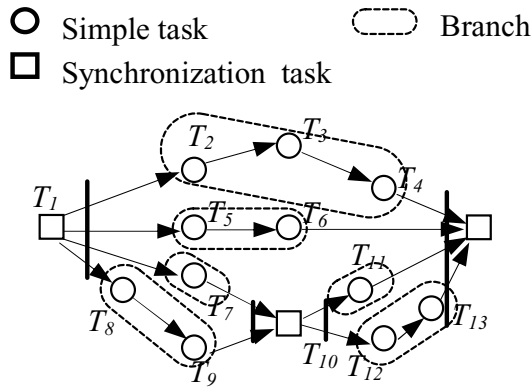 Simple task
Branch
Synchronization task
T3
T2
T1
T4
T5
T6
T11
T7
T8
T10
T13
T12
T9